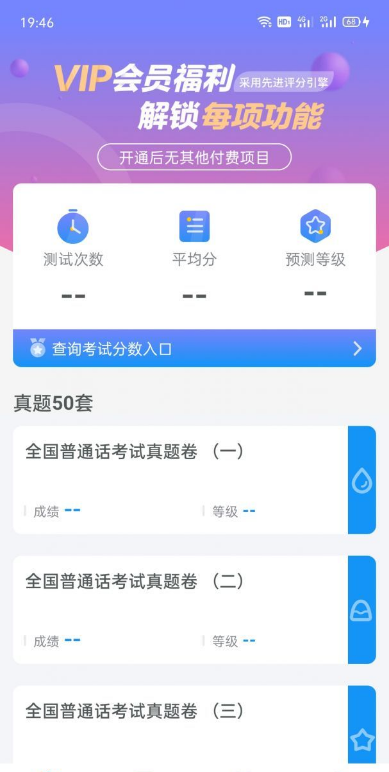 19:46
HD
4G
2G
68
VIP会员福利
采用先进评分引擎
解锁每项功能
开通后无其他付费项目
测试次数
平均分
预测等级
--
--
--
查询考试分数入口
真题50套
全国普通话考试真题卷 （一）
成绩 --
等级 --
全国普通话考试真题卷 （二）
成绩 --
等级 --
全国普通话考试真题卷 （三）